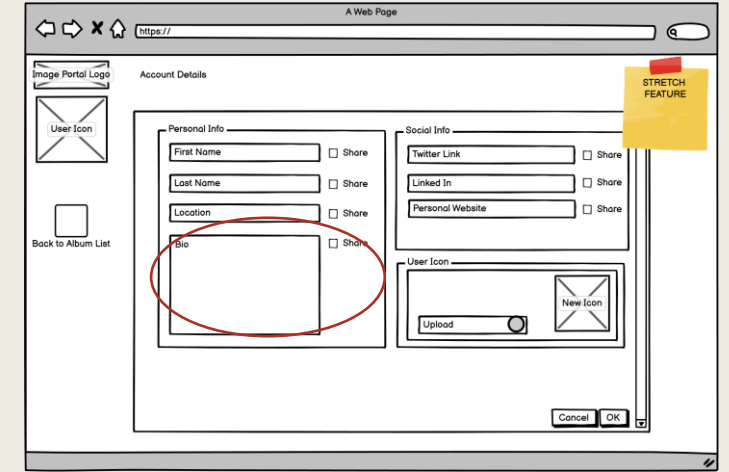 A Web Page
https://
Image Portal Logo
Account Details
STRETCH
FEATURE
User Icon
Personal Info
First Name
Share
Last Name
Share
Location
Share
Bio
Share
Social Info
Twitter Link
Share
Linked In
Share
Personal Website
Share
Back to Album List
User Icon
New Icon
Upload
Cancel
OK